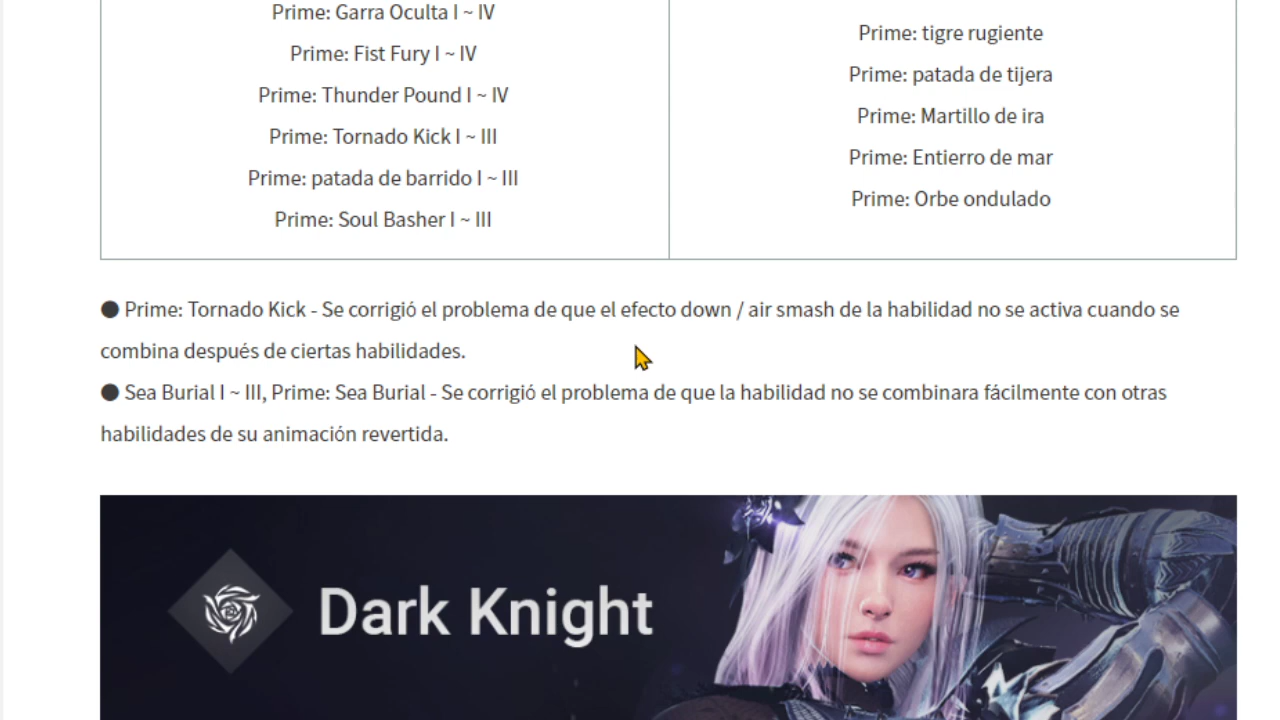 Prime: Garra Oculta I ~ IV
Prime: Fist Fury I ~ IV
Prime: Thunder Pound I ~ IV
Prime: Tornado Kick I ~ III
Prime: patada de barrido I ~ III
Prime: Soul Basher I ~ III
Prime: tigre rugiente
Prime: patada de tijera
Prime: Martillo de ira
Prime: Entierro de mar
Prime: Orbe ondulado
● Prime: Tornado Kick - Se corrigió el problema de que el efecto down / air smash de la habilidad no se activa cuando se
combina después de ciertas habilidades.
● Sea Burial I ~ III, Prime: Sea Burial - Se corrigió el problema de que la habilidad no se combinara fácilmente con otras
habilidades de su animación revertida.
Dark Knight